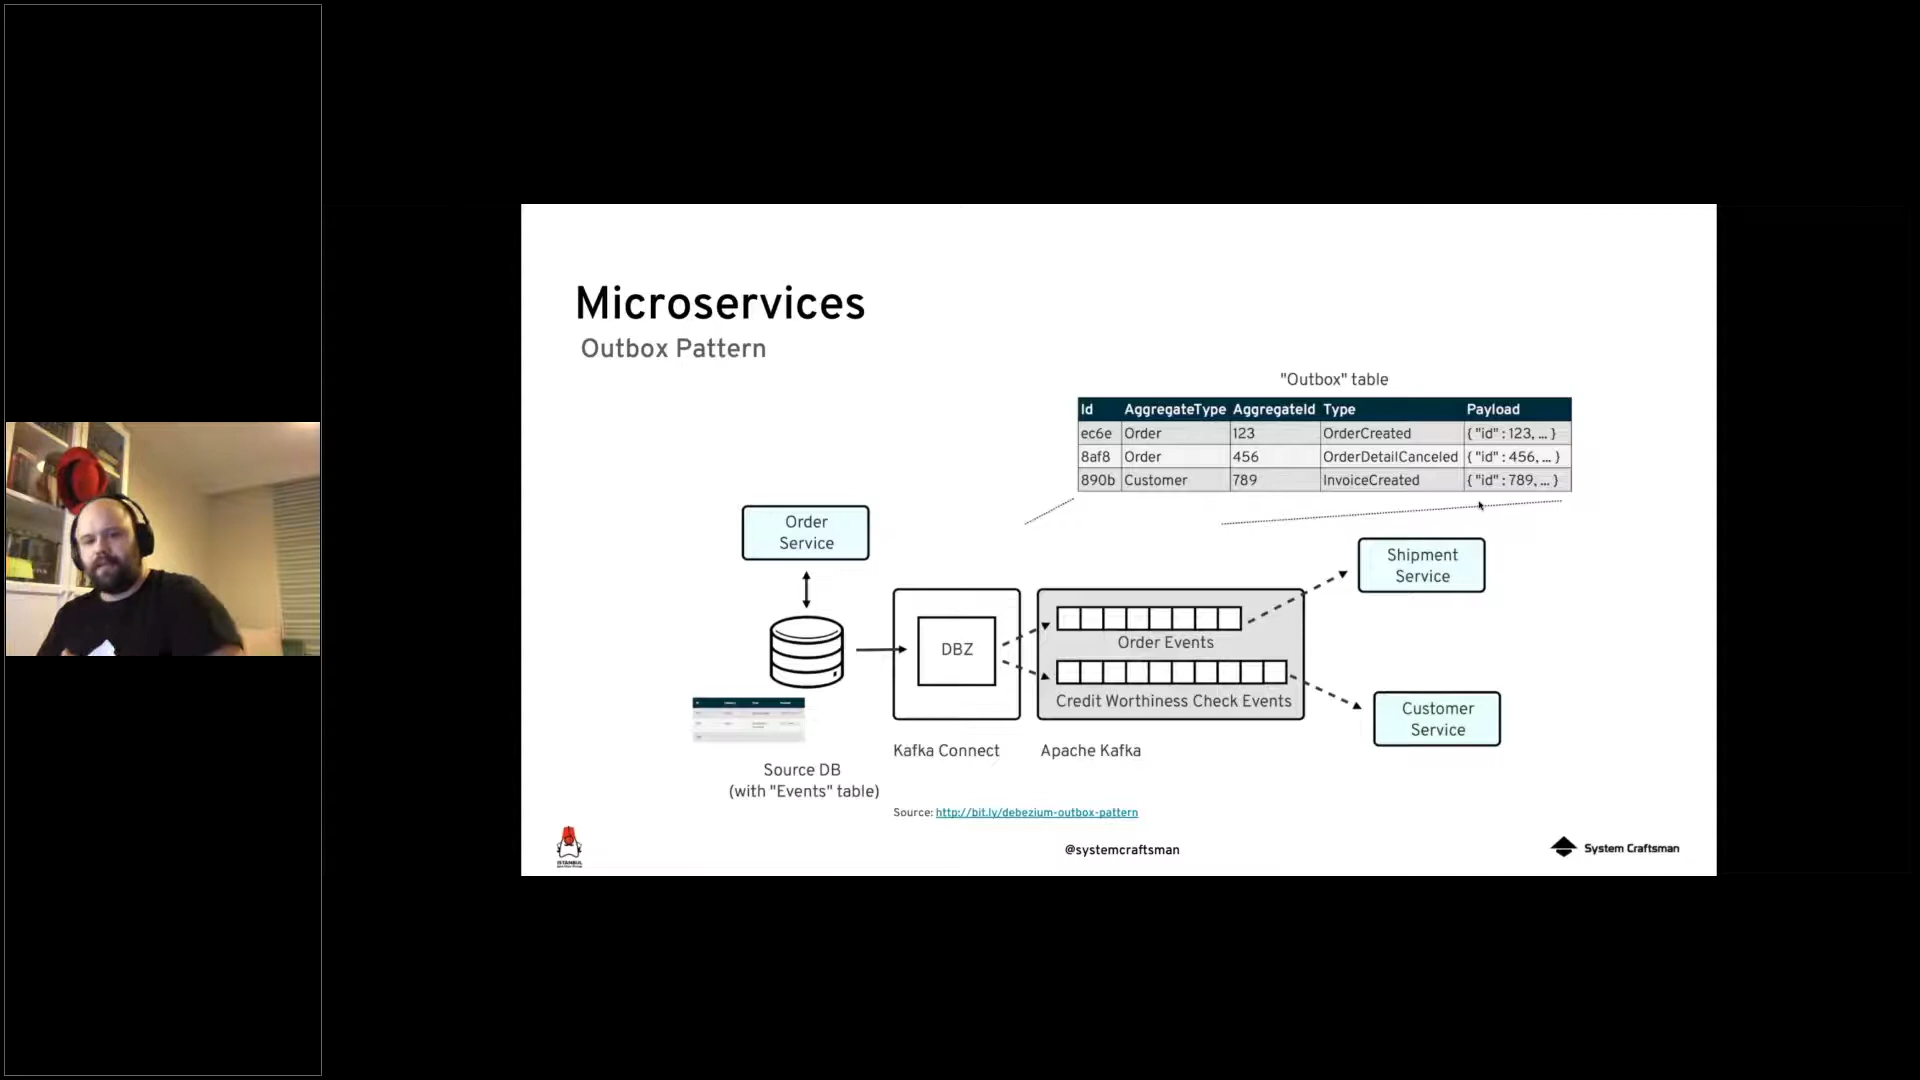 Microservices
Outbox Pattern
"Outbox" table
Id AggregateType AggregateId Type Payload
ec6e Order 123 OrderCreated { "id" : 123, ... }
8af8 Order 456 OrderDetailCanceled { "id" : 456, ... }
890b Customer 789 InvoiceCreated { "id" : 789, ... }
Order
Service
Shipment
Service
DBZ
Order Events
Credit Worthiness Check Events
Customer
Service
Kafka Connect
Apache Kafka
Source DB
(with "Events" table)
Source: http://bit.ly/debezium-outbox-pattern
ISTANBUL
@systemcraftsman
System Craftsman